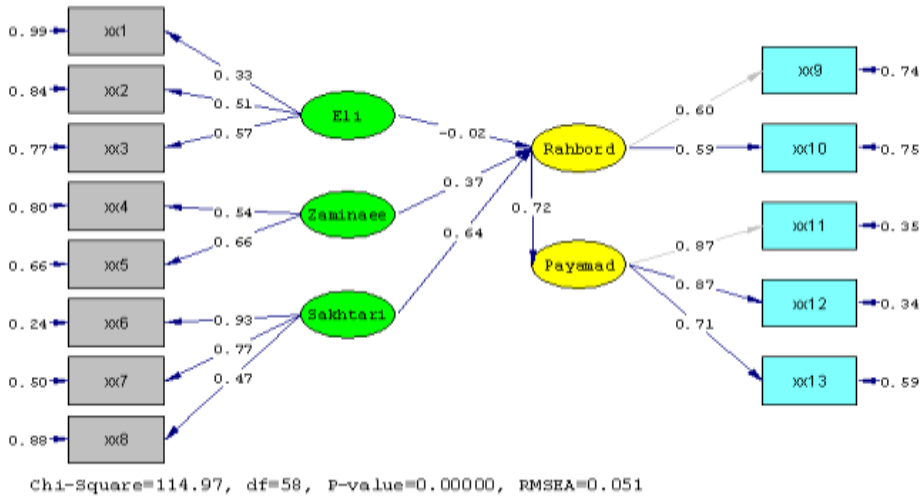 0.99 xx1
0.84 xx2
0.77 xx3
0.80 xx4
0.66 xx5
0.24 xx6
0.50 xx7
0.88 xx8
0.33
0.51
0.57
0.54
0.66
0.93
0.77
0.47
Eli
Zaminaee
Sakhtari
-0.02
0.37
0.64
Rahbord
0.72
Payamad
0.60
0.59
0.87
0.87
0.71
xx9 0.74
xx10 0.75
xx11 0.35
xx12 0.34
xx13 0.59
Chi-Square=114.97, df=58, P-value=0.00000, RMSEA=0.051